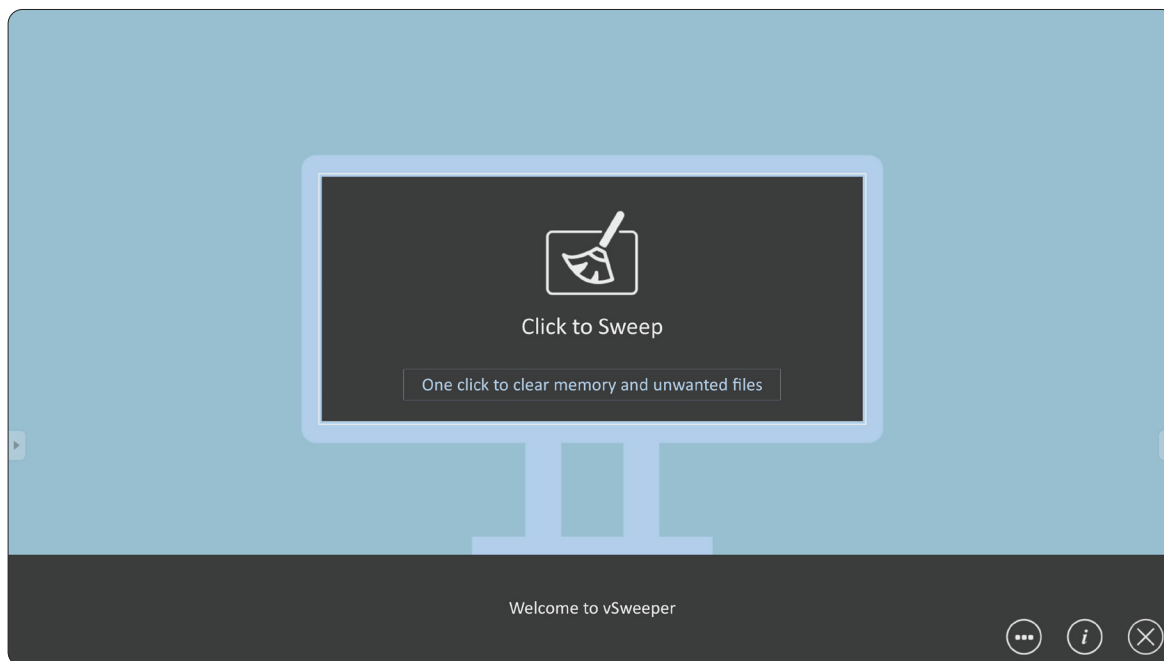 Click to Sweep
One click to clear memory and unwanted files
Welcome to vSweeper
i